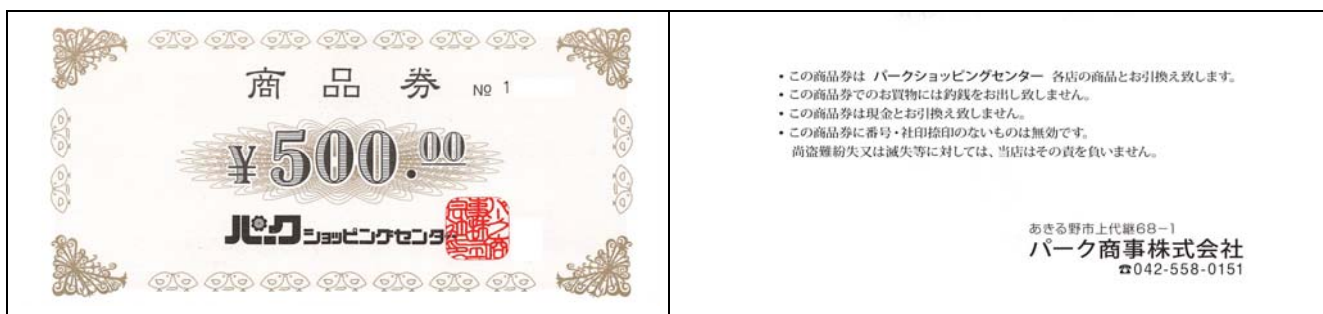 商品券 № 1
¥500.00
パークショッピングセンター
・この商品券は パークショッピングセンター 各店の商品とお引換え致します。
・この商品券でのお買物には釣銭をお出し致しません。
・この商品券は現金とお引換え致しません。
・この商品券に番号・社印捺印のないものは無効です。
尚盗難紛失又は滅失等に対しては、当店はその責を負いません。
あきる野市上代継68-1
パーク商事株式会社
☎042-558-0151